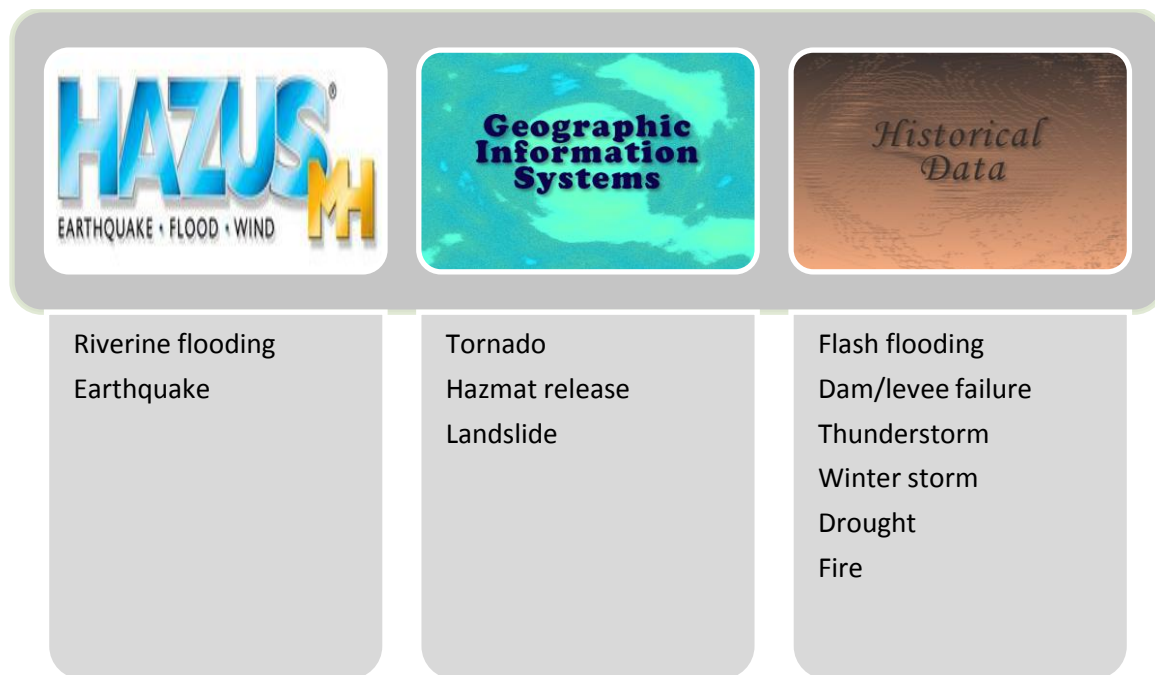 HAZUS®
MH
EARTHQUAKE • FLOOD • WIND
Geographic
Information
Systems
Historical
Data
Riverine flooding
Earthquake
Tornado
Hazmat release
Landslide
Flash flooding
Dam/levee failure
Thunderstorm
Winter storm
Drought
Fire